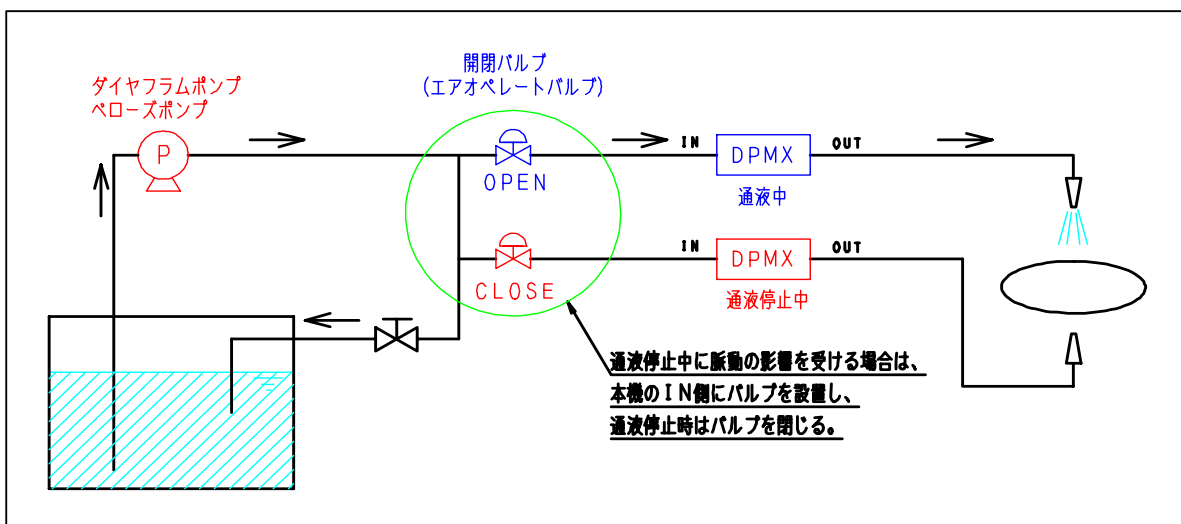 開閉バルブ
(エアオペレートバルブ)
ダイヤフラムポンプ
ベローズポンプ
P
OPEN
IN
DPMX
OUT
通液中
CLOSE
IN
DPMX
OUT
通液停止中
通液停止中に脈動の影響を受ける場合は、
本機のIN側にバルブを設置し、
通液停止時はバルブを閉じる。